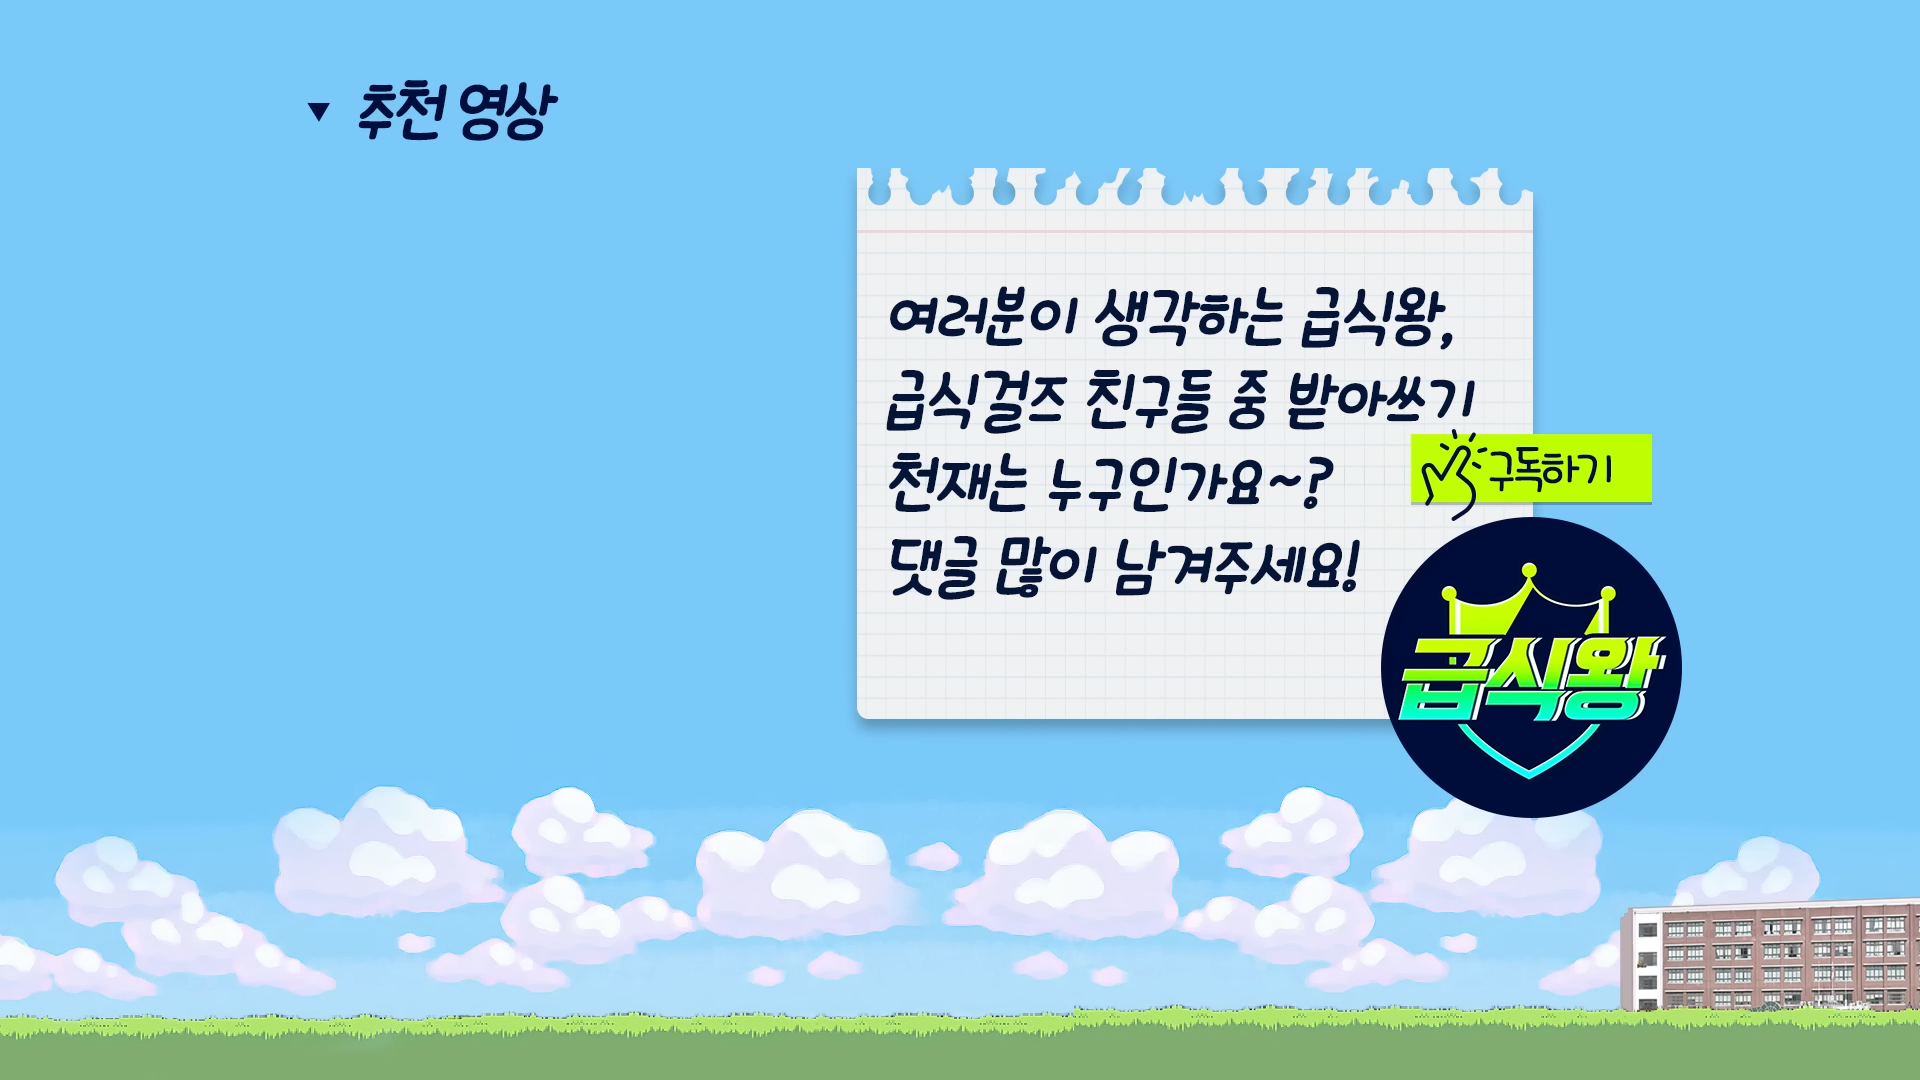 ▼ 추천 영상
여러분이 생각하는 급식왕,
급식걸즈 친구들 중 받아쓰기
천재는 누구인가요~?
댓글 많이 남겨주세요!
구독하기
급식왕